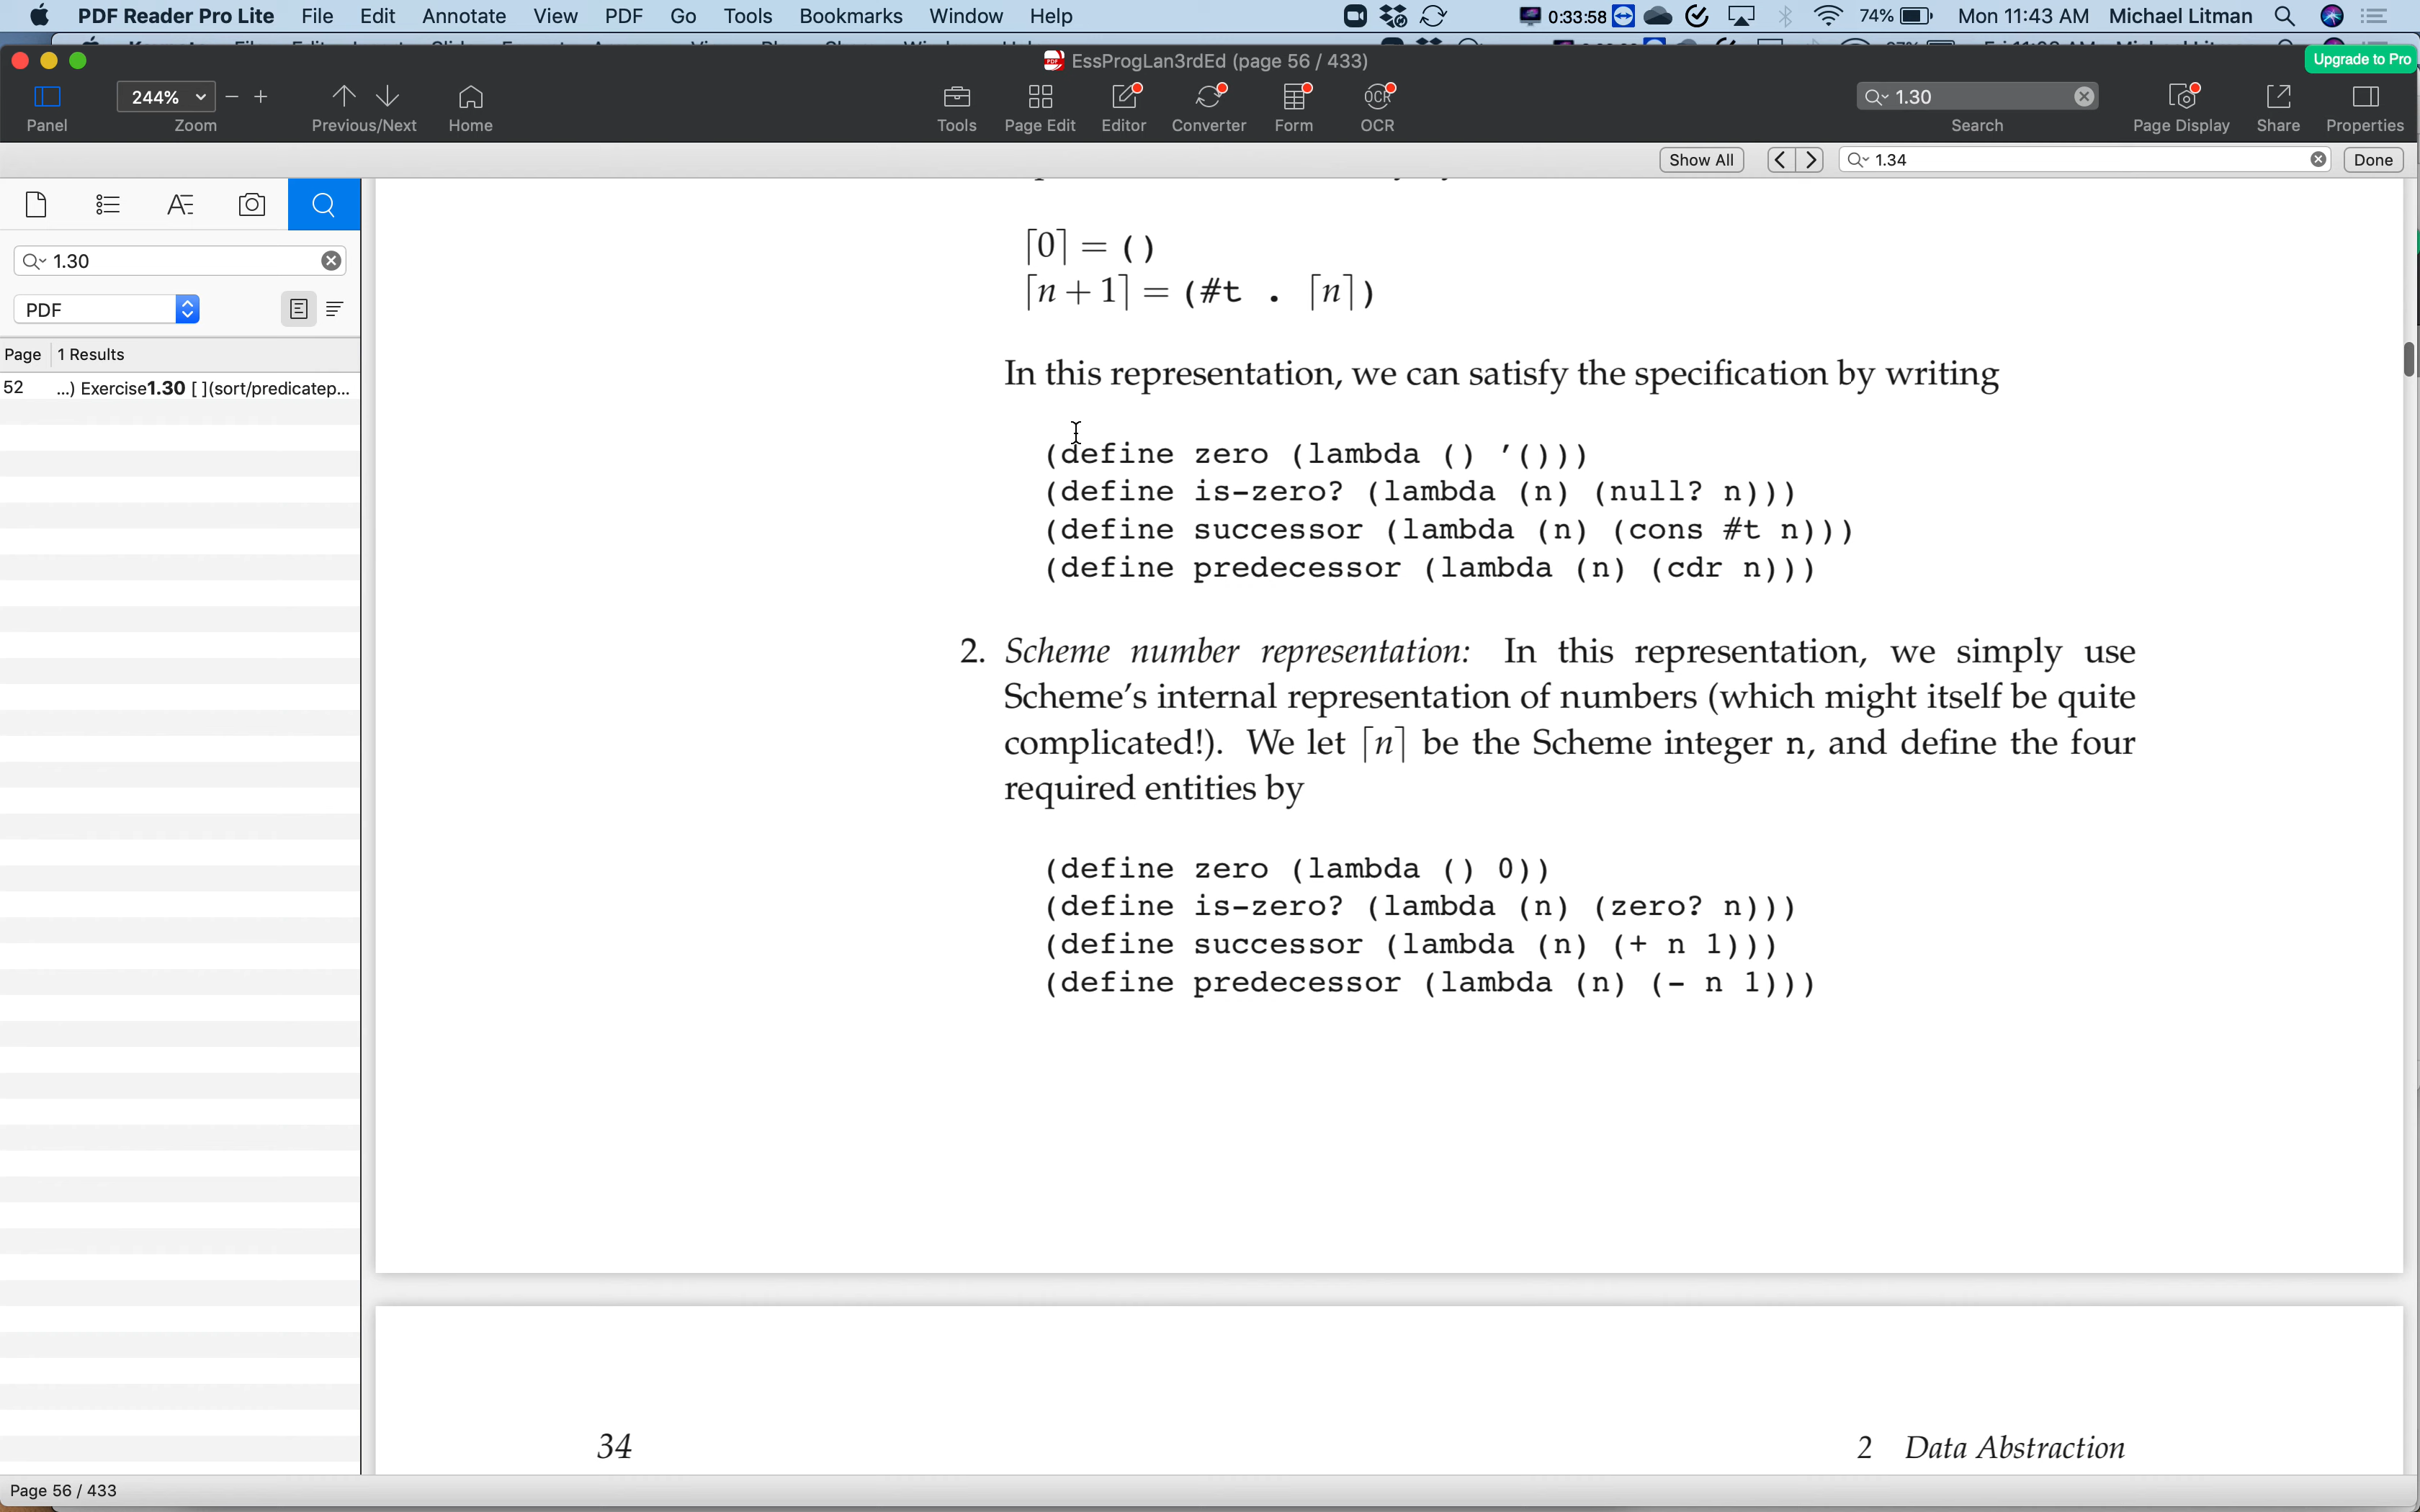 PDF Reader Pro Lite File Edit Annotate View PDF Go Tools Bookmarks Window Help 0:33:58 74% Mon 11:43 AM Michael Litman
EssProgLan3rdEd (page 56 / 433)
Upgrade to Pro
244%
1.30
Panel Zoom Previous/Next Home Tools Page Edit Editor Converter Form OCR Search Page Display Share Properties
Show All 1.34 Done
1.30
PDF
Page 1 Results
52 ...) Exercise1.30 [ ](sort/predicatep...
⌈0⌉ = ()
⌈n + 1⌉ = (#t . ⌈n⌉)
In this representation, we can satisfy the specification by writing
(define zero (lambda () ’()))
(define is-zero? (lambda (n) (null? n)))
(define successor (lambda (n) (cons #t n)))
(define predecessor (lambda (n) (cdr n)))
2. Scheme number representation: In this representation, we simply use
Scheme’s internal representation of numbers (which might itself be quite
complicated!). We let ⌈n⌉ be the Scheme integer n, and define the four
required entities by
(define zero (lambda () 0))
(define is-zero? (lambda (n) (zero? n)))
(define successor (lambda (n) (+ n 1)))
(define predecessor (lambda (n) (- n 1)))
34 2 Data Abstraction
Page 56 / 433